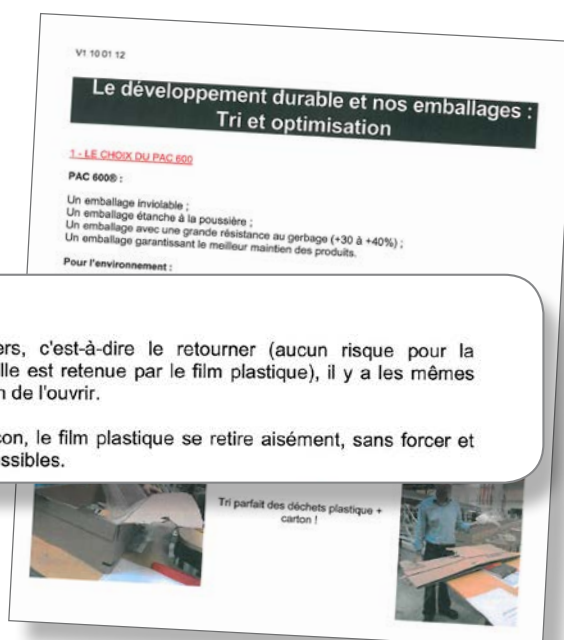 V1 10 01 12
Le développement durable et nos emballages :
Tri et optimisation
1 - LE CHOIX DU PAC 600
PAC 600® :
Un emballage inviolable ;
Un emballage étanche à la poussière ;
Un emballage avec une grande résistance au gerbage (+30 à +40%) ;
Un emballage garantissant le meilleur maintien des produits.
Pour l'environnement :
ers, c'est-à-dire le retourner (aucun risque pour la
lle est retenue par le film plastique), il y a les mêmes
n de l'ouvrir.
on, le film plastique se retire aisément, sans forcer et
ssibles.
Tri parfait des déchets plastique +
carton !